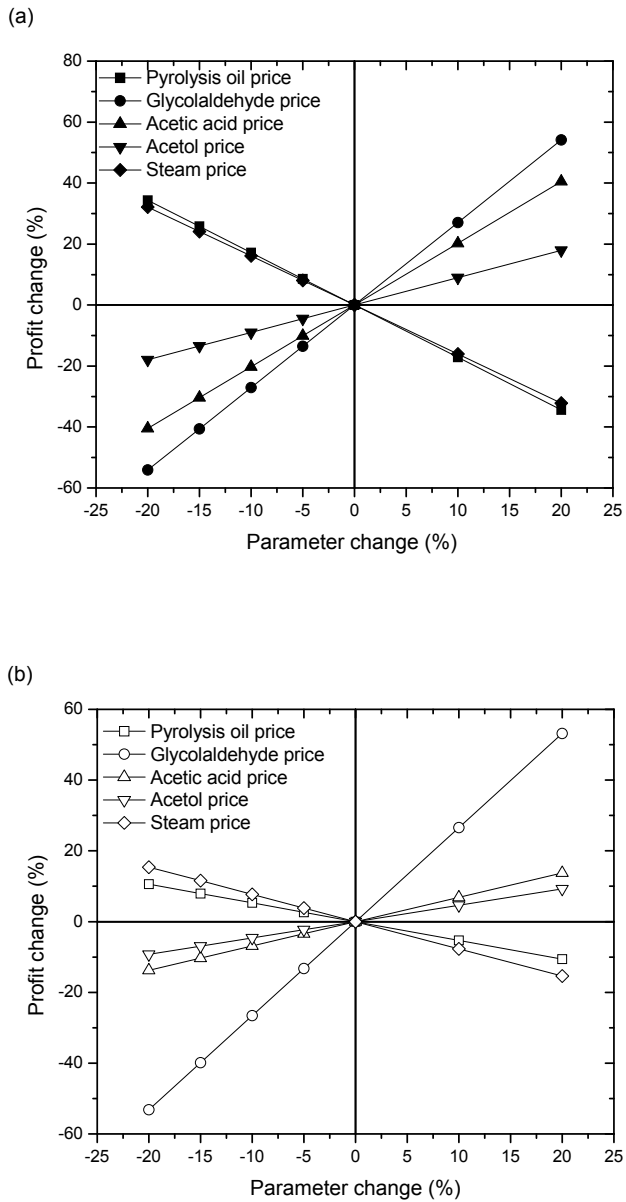 (a)
80
Pyrolysis oil price
Glycolaldehyde price
60
Acetic acid price
Acetol price
40
Steam price
20
0
-20
-40
-60
Profit change (%)
-25 -20 -15 -10 -5 0 5 10 15 20 25
Parameter change (%)
(b)
60
Pyrolysis oil price
Glycolaldehyde price
40
Acetic acid price
Acetol price
Steam price
20
0
-20
-40
-60
Profit change (%)
-25 -20 -15 -10 -5 0 5 10 15 20 25
Parameter change (%)